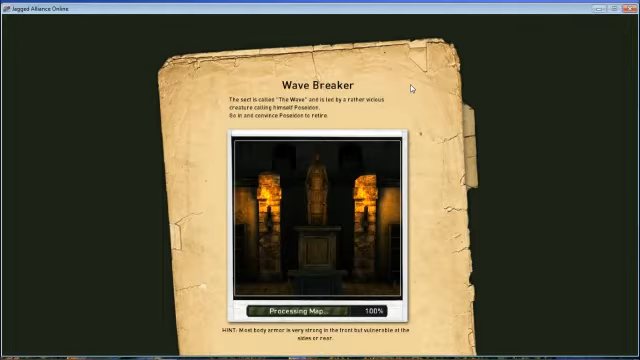 Jagged Alliance Online
Wave Breaker
The sect is called "The Wave" and is led by a rather vicious
creature calling himself Poseidon.
Go in and convince Poseidon to retire.
Processing Map... 100%
HINT: Most body armor is very strong in the front but vulnerable at the
sides or rear.